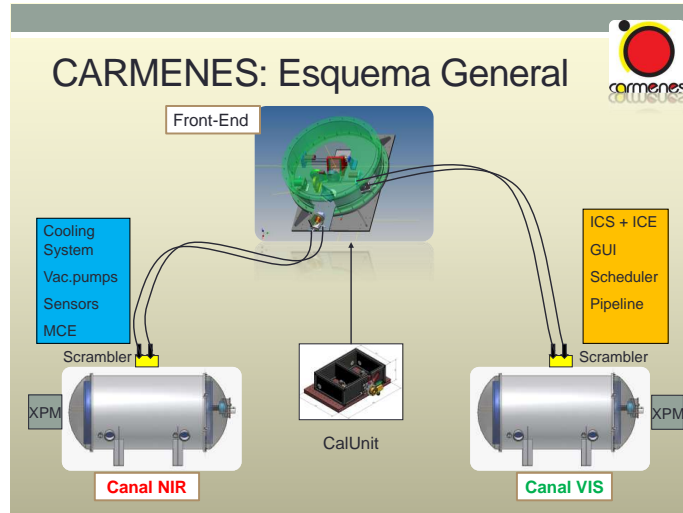 CARMENES: Esquema General
carmenes
Front-End
Cooling
System
Vac.pumps
Sensors
MCE
ICS + ICE
GUI
Scheduler
Pipeline
Scrambler
Scrambler
XPM
XPM
CalUnit
Canal NIR
Canal VIS